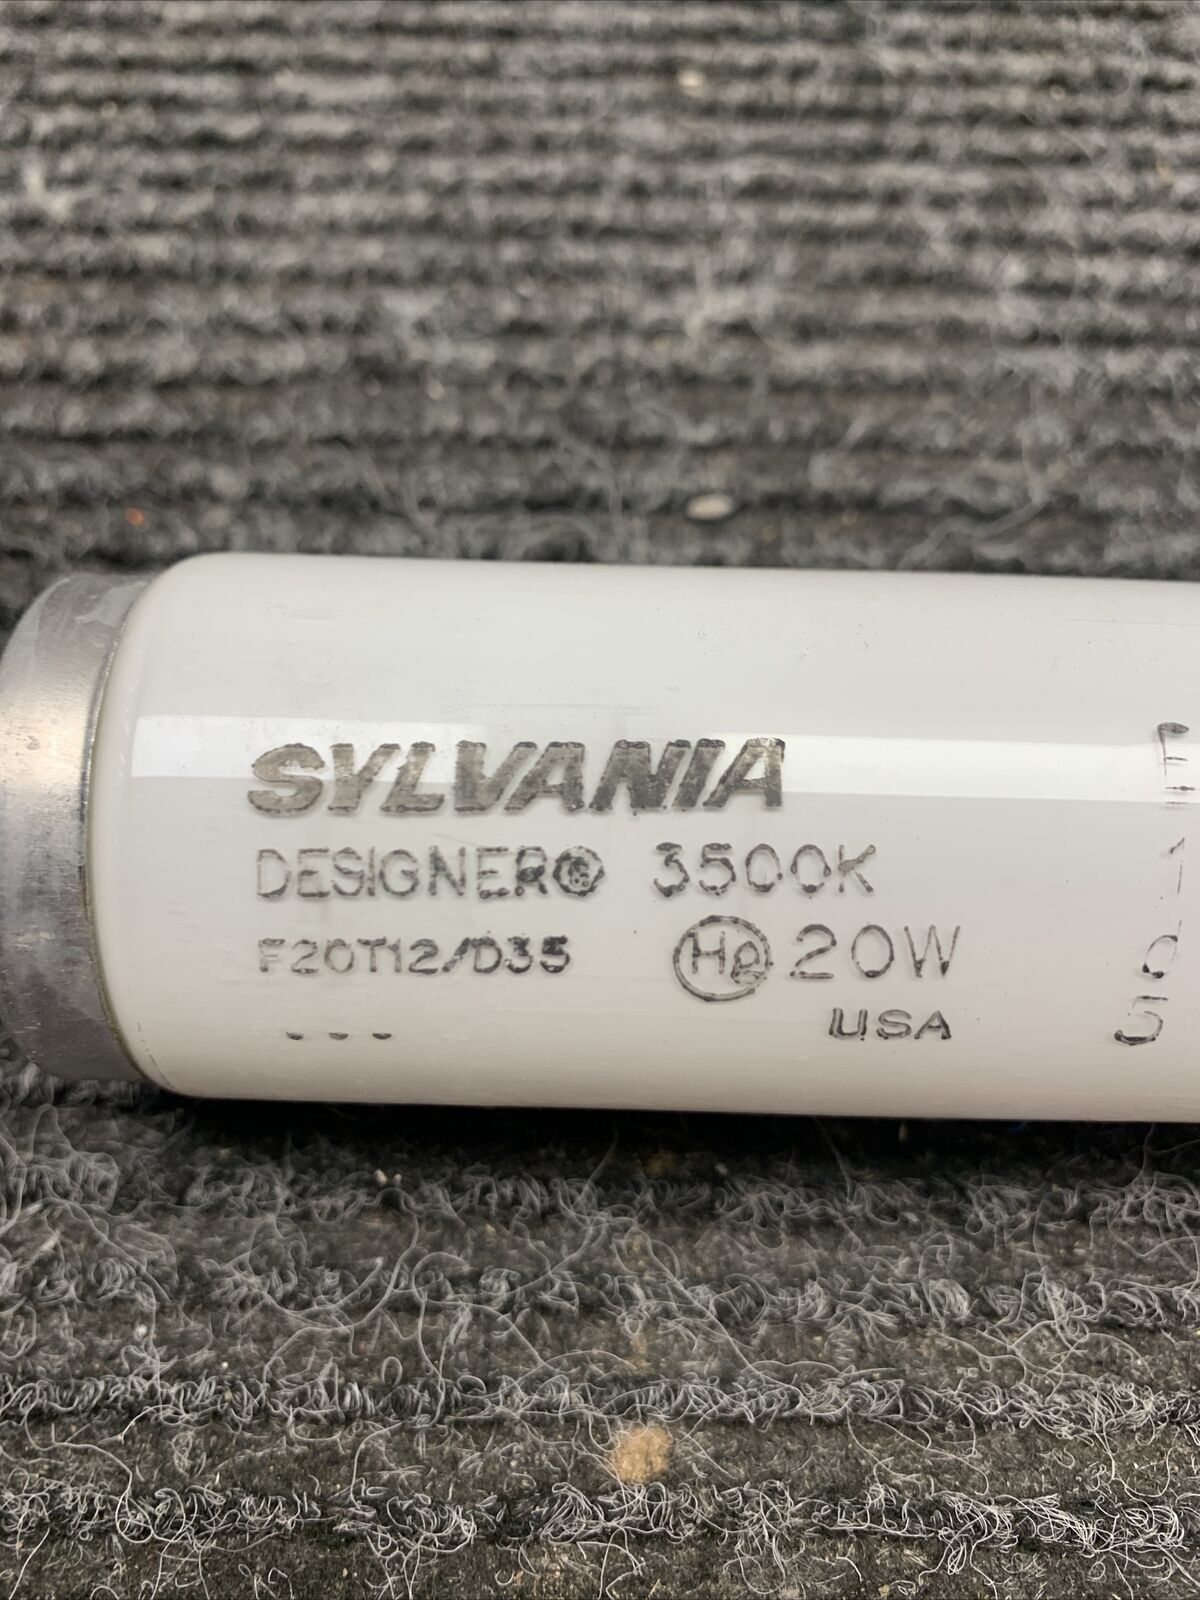 SYLVANIA
DESIGNER® 3500K
F20T12/D35 Hg 20W
USA